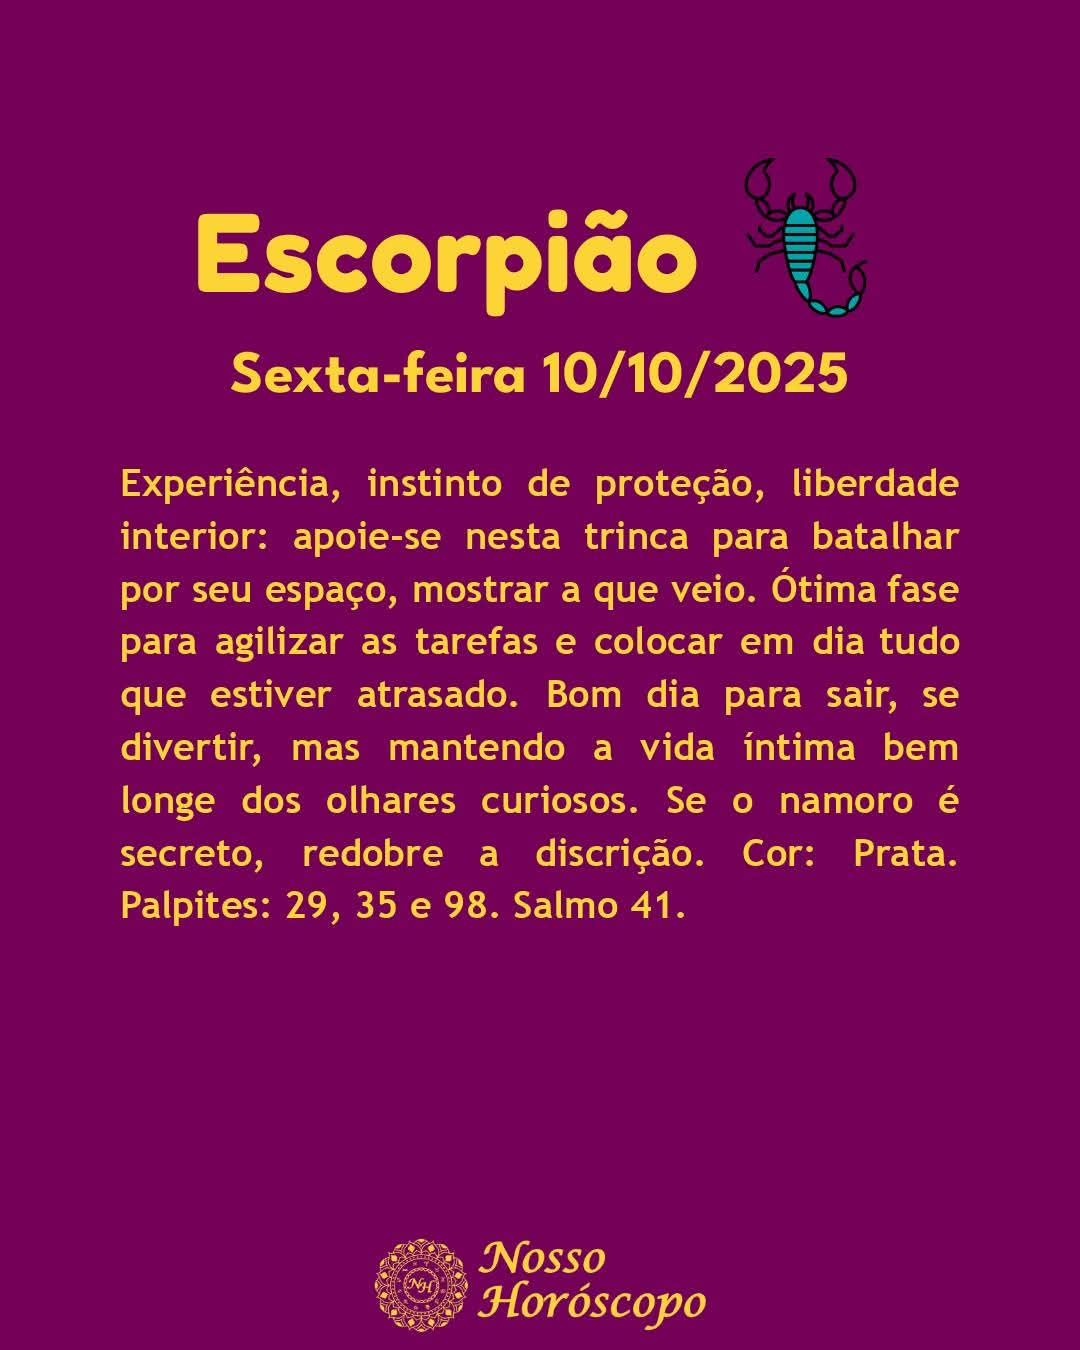 Escorpião
Sexta-feira 10/10/2025
Experiência, instinto de proteção, liberdade
interior: apoie-se nesta trinca para batalhar
por seu espaço, mostrar a que veio. Ótima fase
para agilizar as tarefas e colocar em dia tudo
que estiver atrasado. Bom dia para sair, se
divertir, mas mantendo a vida íntima bem
longe dos olhares curiosos. Se o namoro é
secreto, redobre a discrição. Cor: Prata.
Palpites: 29, 35 e 98. Salmo 41.
NH
Nosso
Horóscopo